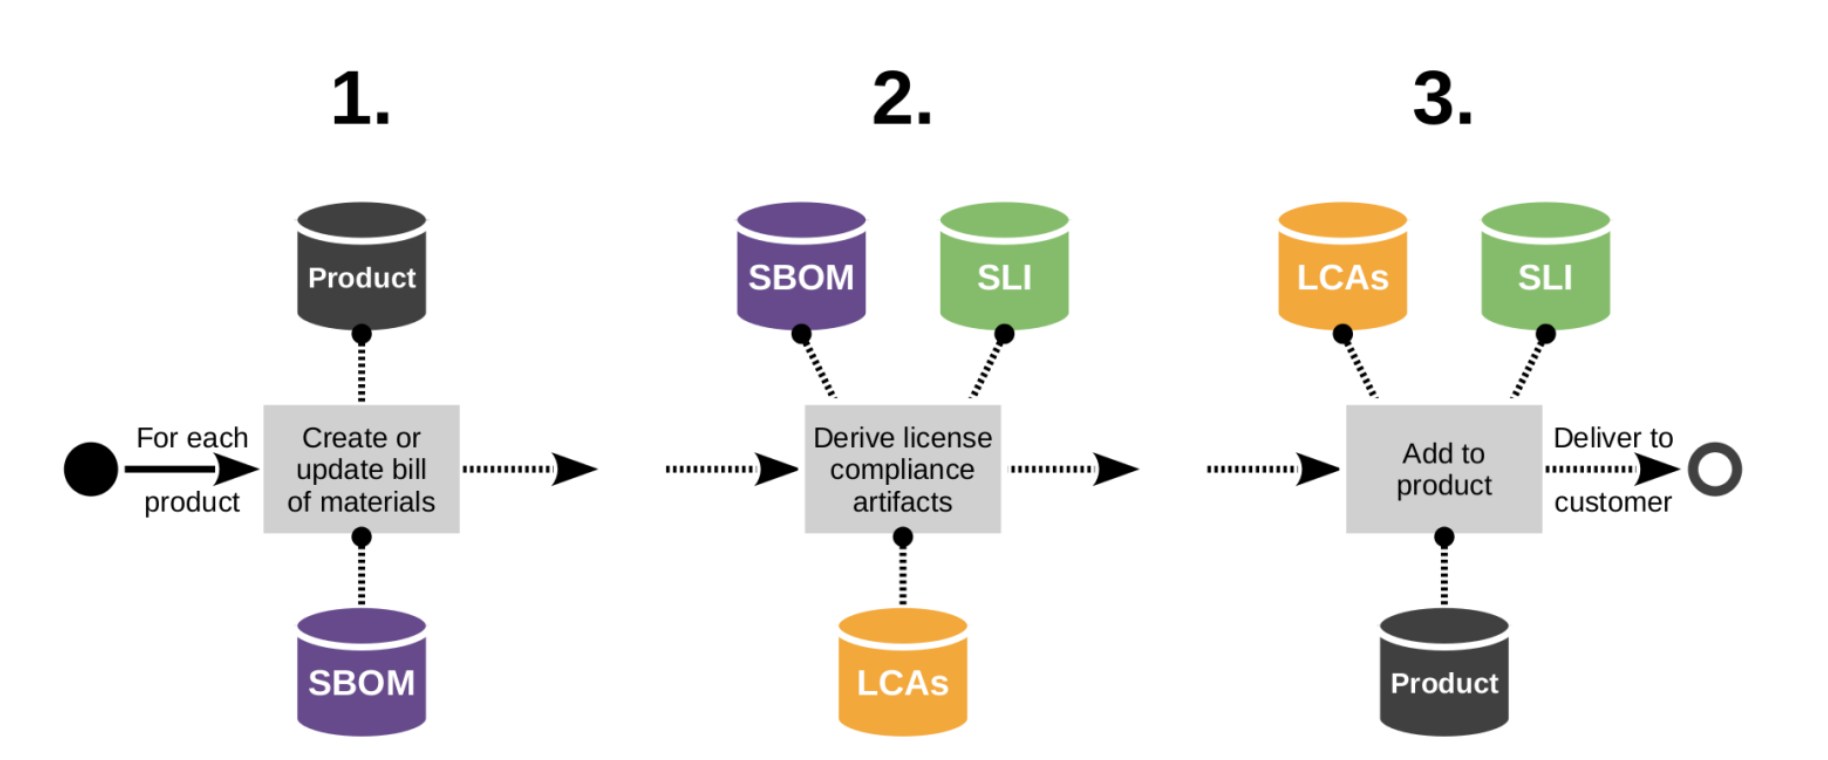 1.
2.
3.
Product
SBOM
SLI
LCAs
SLI
For each
product
Create or
update bill
of materials
Derive license
compliance
artifacts
Add to
product
Deliver to
customer
SBOM
LCAs
Product